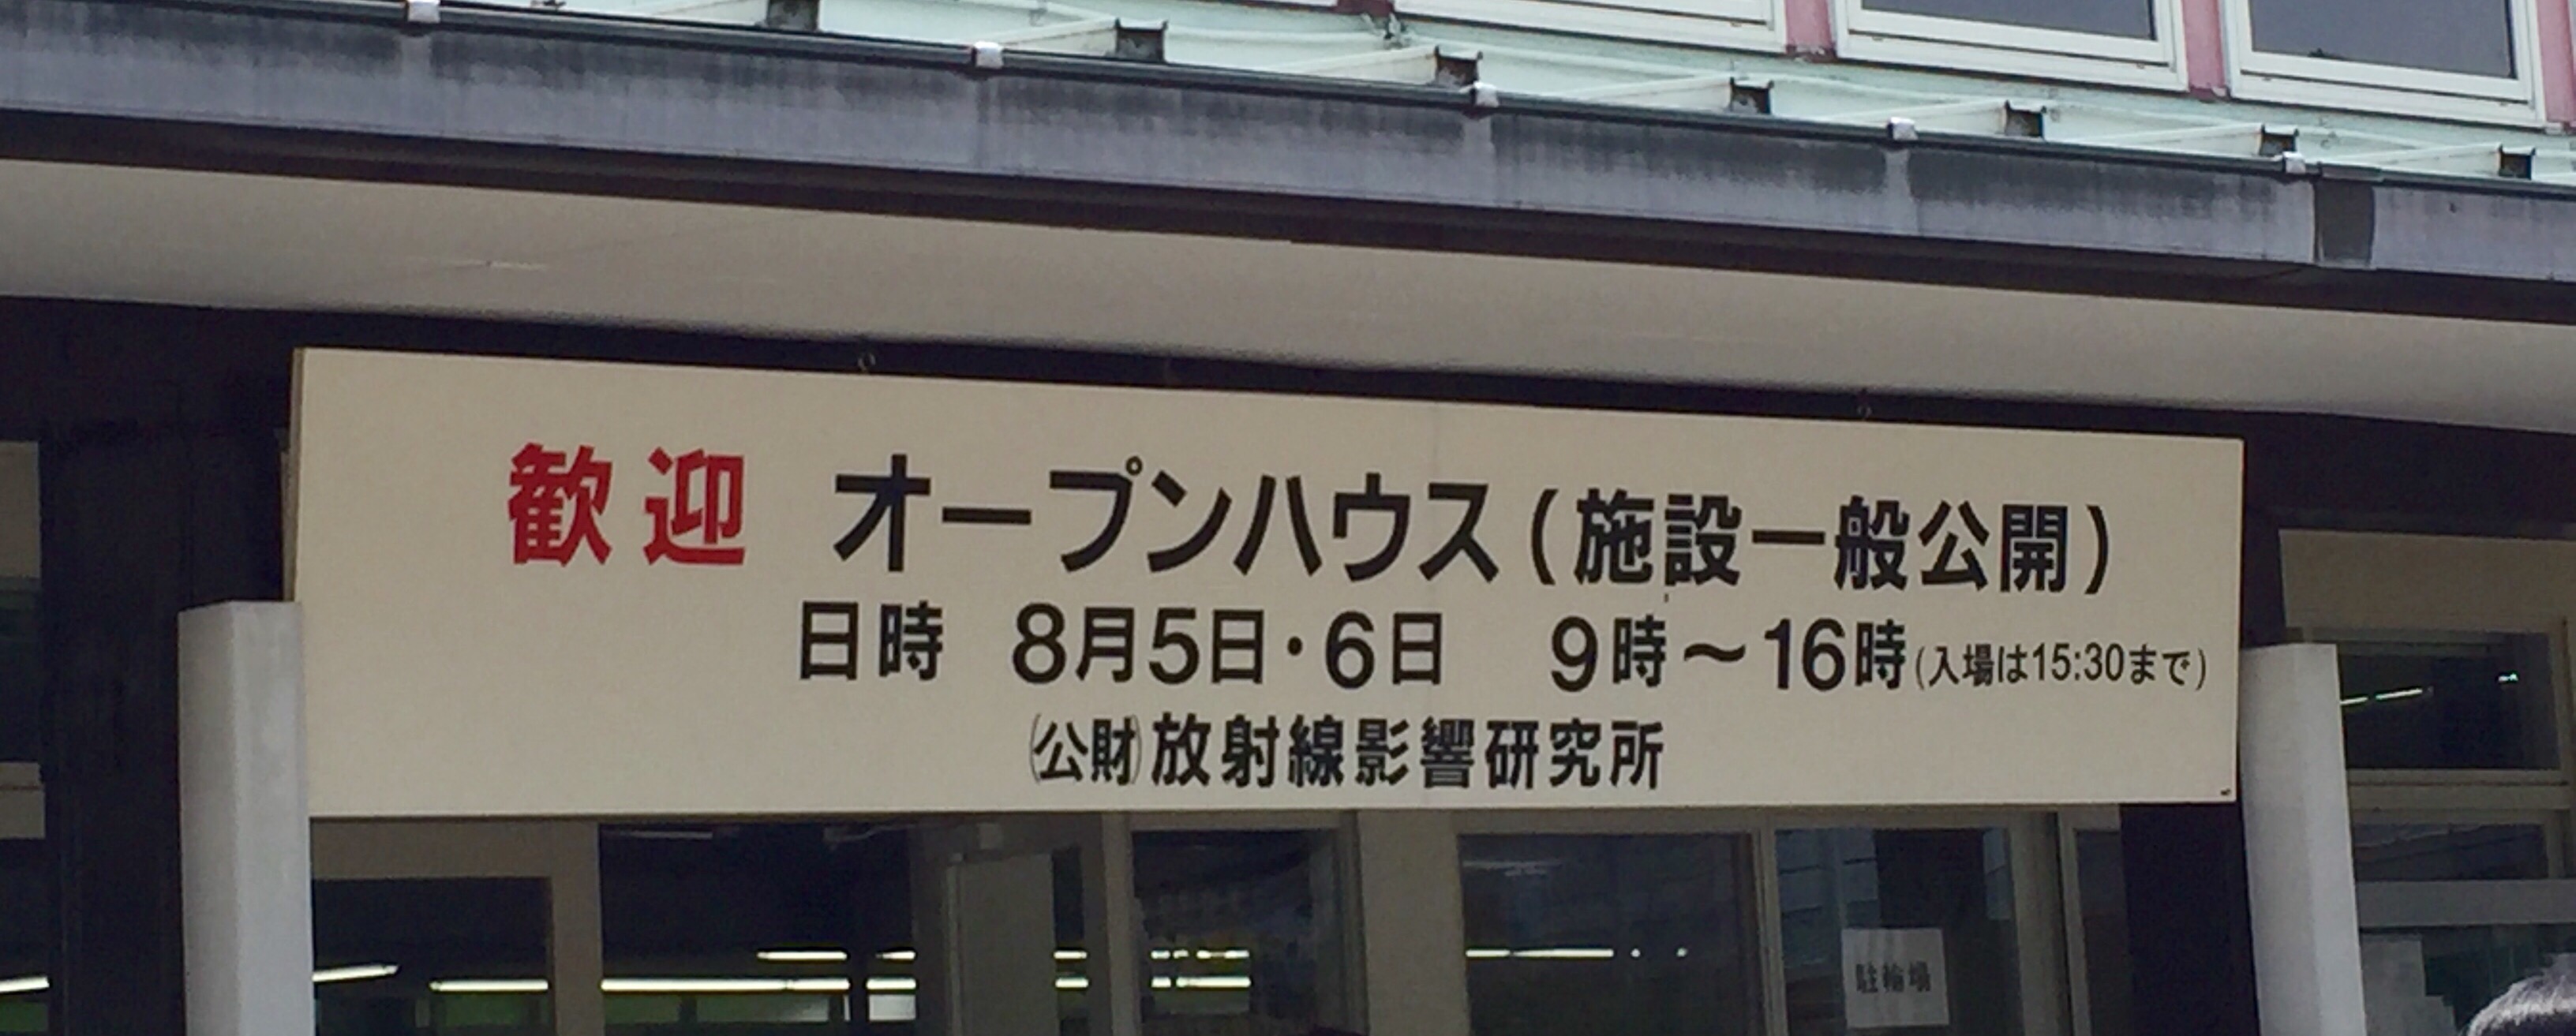 歓迎 オープンハウス(施設一般公開)
日時 8月5日・6日 9時～16時(入場は15:30まで)
(公財)放射線影響研究所
駐輪場